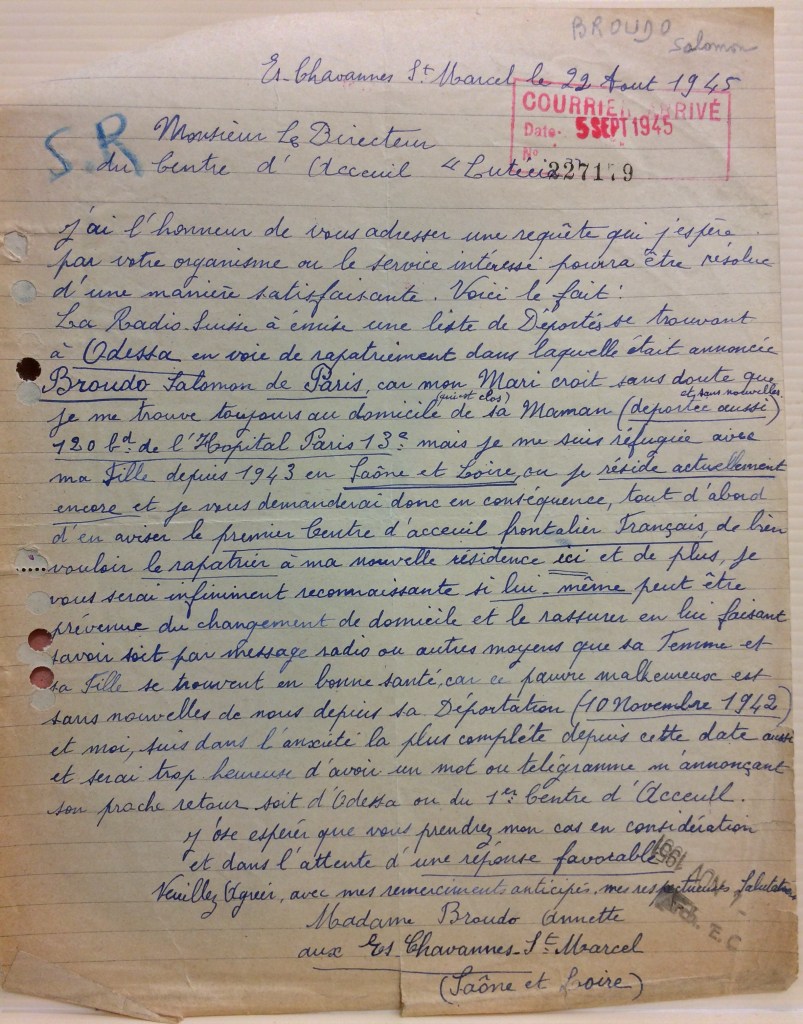 BROUDO
Salomon
Es-Chavannes St Marcel le 22 Aout 1945
COURRIER ARRIVÉ
Date. 5 SEPT 1945
No 227179
S.R
Monsieur Le Directeur
du Centre d'Acceuil "Lutécia"
J'ai l'honneur de vous adresser une requête qui j'espère
par votre organisme ou le service intéressé pourra être résolue
d'une manière satisfaisante. Voici le fait:
La Radio-Suisse à émise une liste de Déportés se trouvant
à Odessa en voie de rapatriement dans laquelle était annoncée
Broudo Salomon de Paris, car mon Mari croit sans doute que
je me trouve toujours au domicile (qui est clos) de sa Maman (deportée aussi et sans nouvelles)
120 bd de l'Hopital Paris 13e mais je me suis réfugiée avec
ma Fille depuis 1943 en Saône et Loire, ou je réside actuellement
encore et je vous demanderai donc en conséquence, tout d'abord
d'en aviser le premier Centre d'acceuil frontalier Français, de bien
vouloir le rapatrier à ma nouvelle résidence ici et de plus, je
vous serai infiniment reconnaissante si lui-même peut être
prévenue du changement de domicile et le rassurer en lui faisant
savoir soit par message radio ou autres moyens que sa Femme et
sa Fille se trouvent en bonne santé, car ce pauvre malheureux est
sans nouvelles de nous depuis sa Déportation (10 Novembre 1942)
et moi, suis dans l'anxiété la plus complète depuis cette date aussi
et serai trop heureuse d'avoir un mot ou télégramme m'annonçant
son prache retour soit d'Odessa ou du 1er Centre d'Acceuil.
J'ose espérer que vous prendrez mon cas en considération
et dans l'attente d'une réponse favorable
Veuillez Agréer, avec mes remerciments anticipés, mes respectueuses Salutations
Madame Broudo Annette
aux Es-Chavannes-St-Marcel
(Saône et Loire)